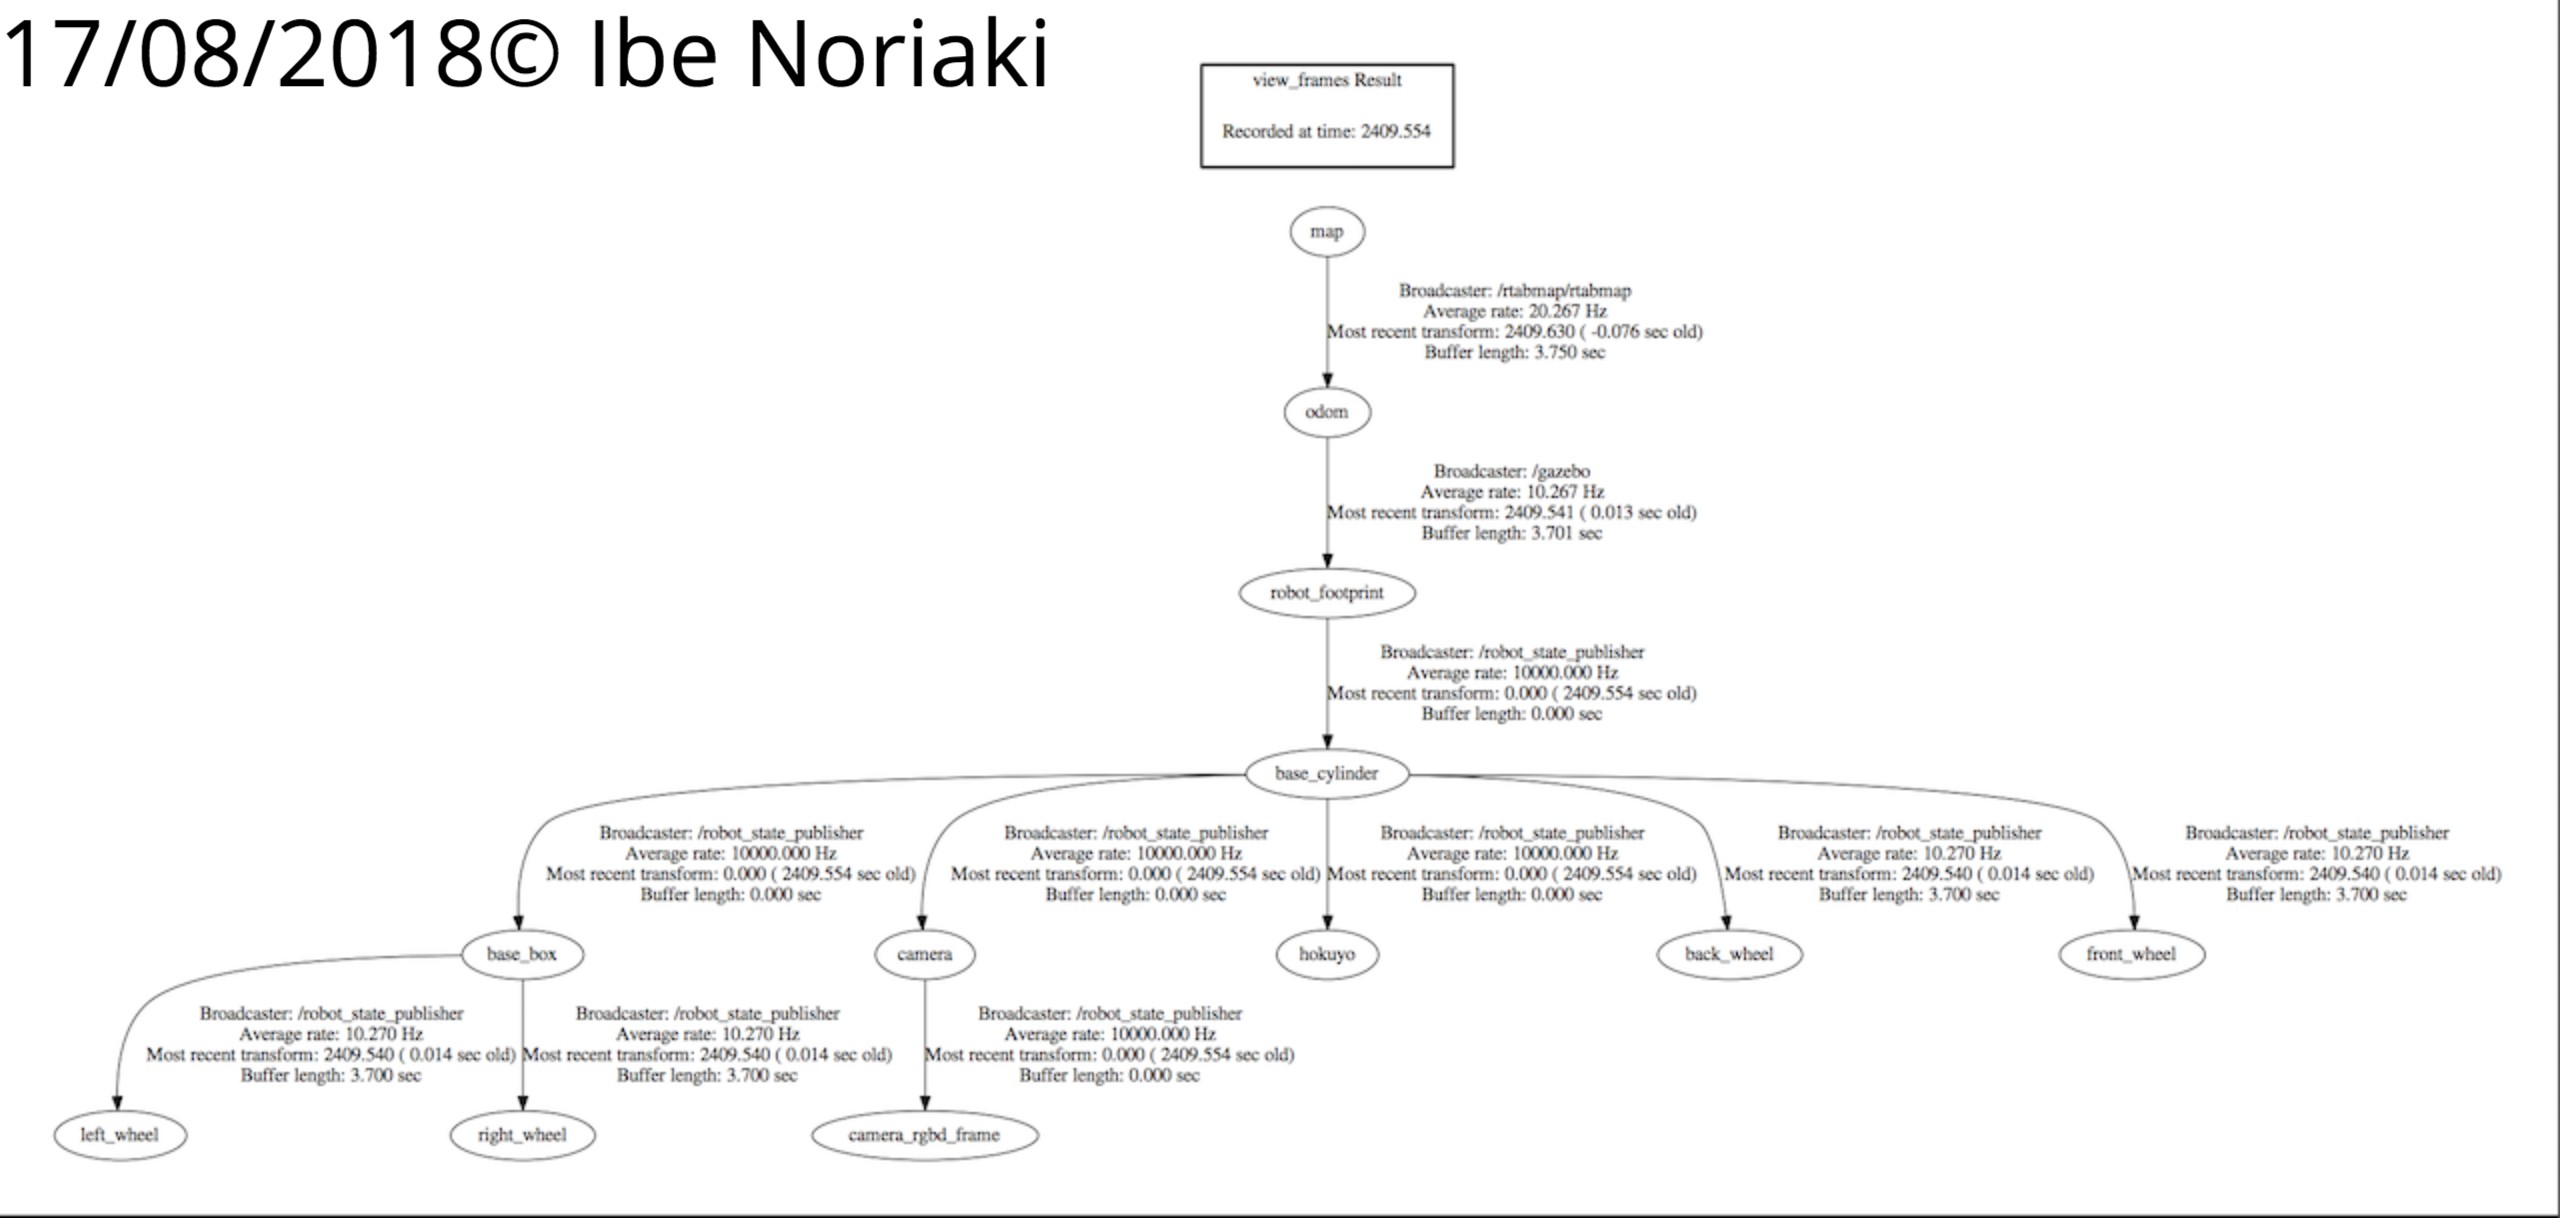 17/08/2018© Ibe Noriaki
view_frames Result
Recorded at time: 2409.554
map
Broadcaster: /rtabmap/rtabmap
Average rate: 20.267 Hz
Most recent transform: 2409.630 ( -0.076 sec old)
Buffer length: 3.750 sec
odom
Broadcaster: /gazebo
Average rate: 10.267 Hz
Most recent transform: 2409.541 ( 0.013 sec old)
Buffer length: 3.701 sec
robot_footprint
Broadcaster: /robot_state_publisher
Average rate: 10000.000 Hz
Most recent transform: 0.000 ( 2409.554 sec old)
Buffer length: 0.000 sec
base_cylinder
Broadcaster: /robot_state_publisher
Average rate: 10000.000 Hz
Most recent transform: 0.000 ( 2409.554 sec old)
Buffer length: 0.000 sec
Broadcaster: /robot_state_publisher
Average rate: 10000.000 Hz
Most recent transform: 0.000 ( 2409.554 sec old)
Buffer length: 0.000 sec
Broadcaster: /robot_state_publisher
Average rate: 10000.000 Hz
Most recent transform: 0.000 ( 2409.554 sec old)
Buffer length: 0.000 sec
Broadcaster: /robot_state_publisher
Average rate: 10.270 Hz
Most recent transform: 2409.540 ( 0.014 sec old)
Buffer length: 3.700 sec
Broadcaster: /robot_state_publisher
Average rate: 10.270 Hz
Most recent transform: 2409.540 ( 0.014 sec old)
Buffer length: 3.700 sec
base_box
camera
hokuyo
back_wheel
front_wheel
Broadcaster: /robot_state_publisher
Average rate: 10.270 Hz
Most recent transform: 2409.540 ( 0.014 sec old)
Buffer length: 3.700 sec
Broadcaster: /robot_state_publisher
Average rate: 10.270 Hz
Most recent transform: 2409.540 ( 0.014 sec old)
Buffer length: 3.700 sec
Broadcaster: /robot_state_publisher
Average rate: 10000.000 Hz
Most recent transform: 0.000 ( 2409.554 sec old)
Buffer length: 0.000 sec
left_wheel
right_wheel
camera_rgbd_frame